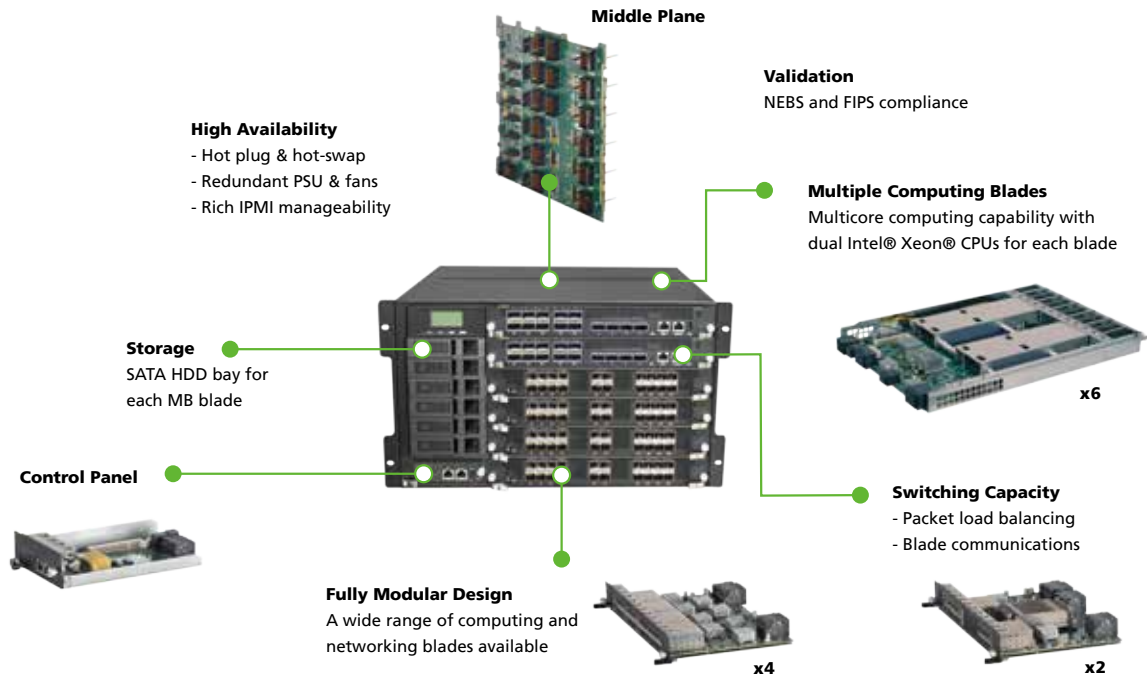 Middle Plane
Validation
NEBS and FIPS compliance
High Availability
- Hot plug & hot-swap
- Redundant PSU & fans
- Rich IPMI manageability
Multiple Computing Blades
Multicore computing capability with
dual Intel® Xeon® CPUs for each blade
x6
Storage
SATA HDD bay for
each MB blade
Control Panel
Switching Capacity
- Packet load balancing
- Blade communications
x2
Fully Modular Design
A wide range of computing and
networking blades available
x4